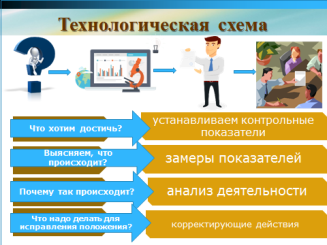 Технологическая схема
Что хотим достичь?
устанавливаем контрольные
показатели
Выясняем, что
происходит?
замеры показателей
Почему так происходит?
анализ деятельности
Что надо делать для
исправления положения?
корректирующие действия